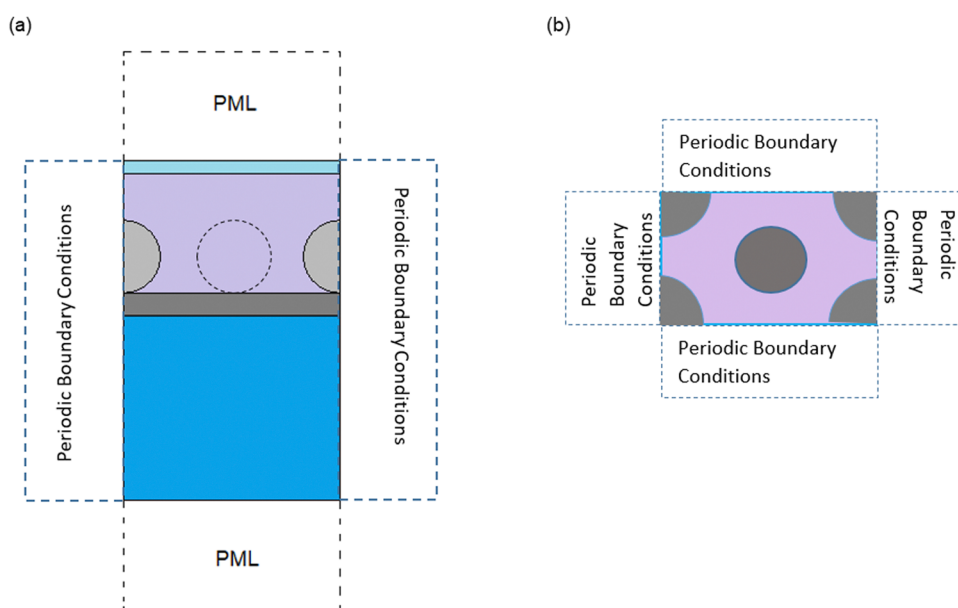 (a)
PML
Periodic Boundary Conditions
Periodic Boundary Conditions
PML
(b)
Periodic Boundary
Conditions
Periodic
Boundary
Conditions
Periodic
Boundary
Conditions
Periodic Boundary
Conditions